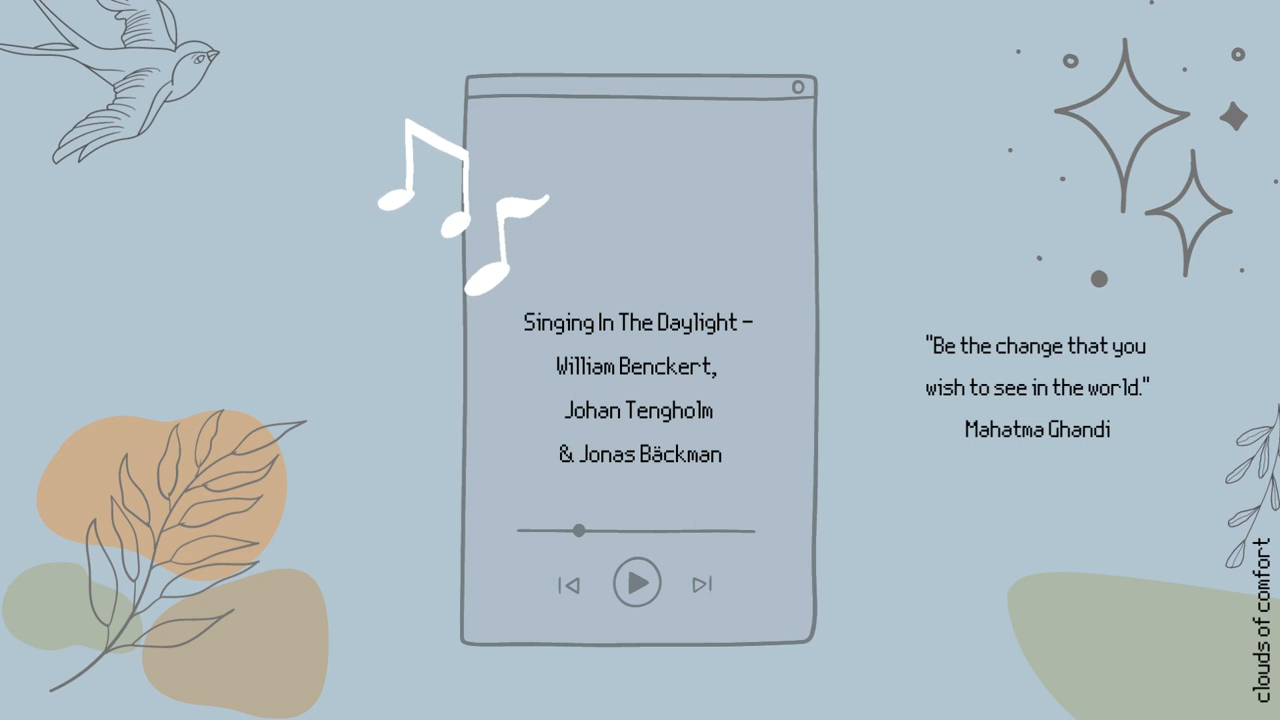 Singing In The Daylight -
William Benckert,
Johan Tengholm
& Jonas Bäckman
"Be the change that you
wish to see in the world."
Mahatma Ghandi
clouds of comfort